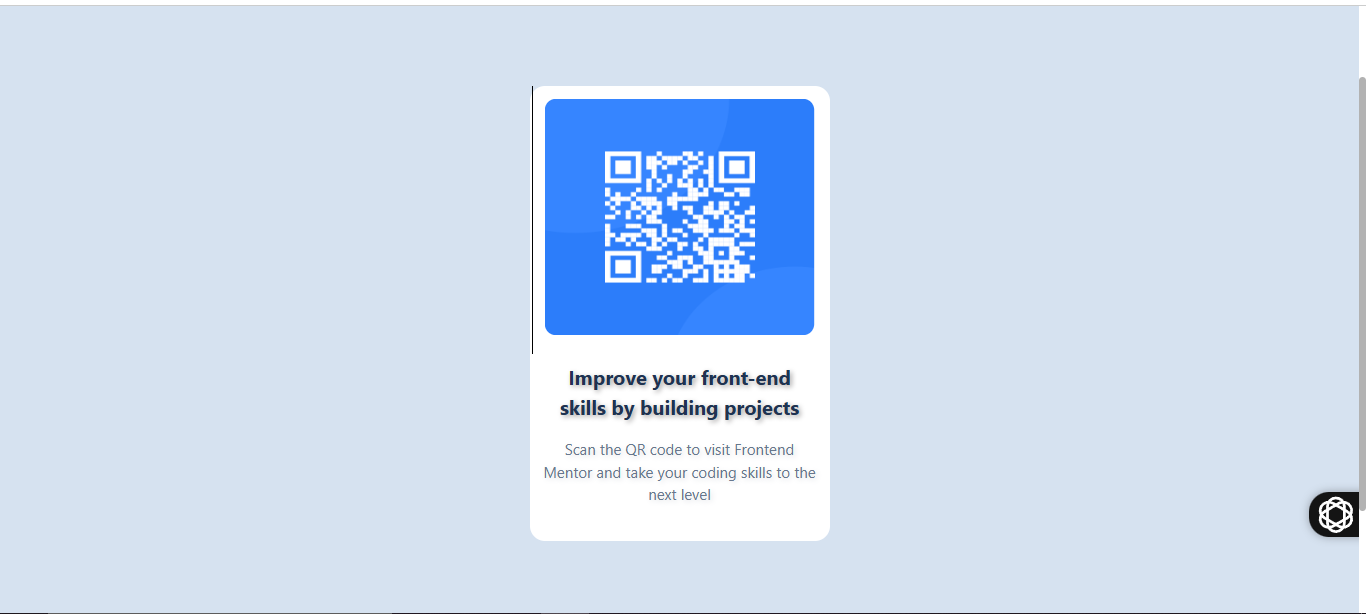 Improve your front-end
skills by building projects
Scan the QR code to visit Frontend
Mentor and take your coding skills to the
next level